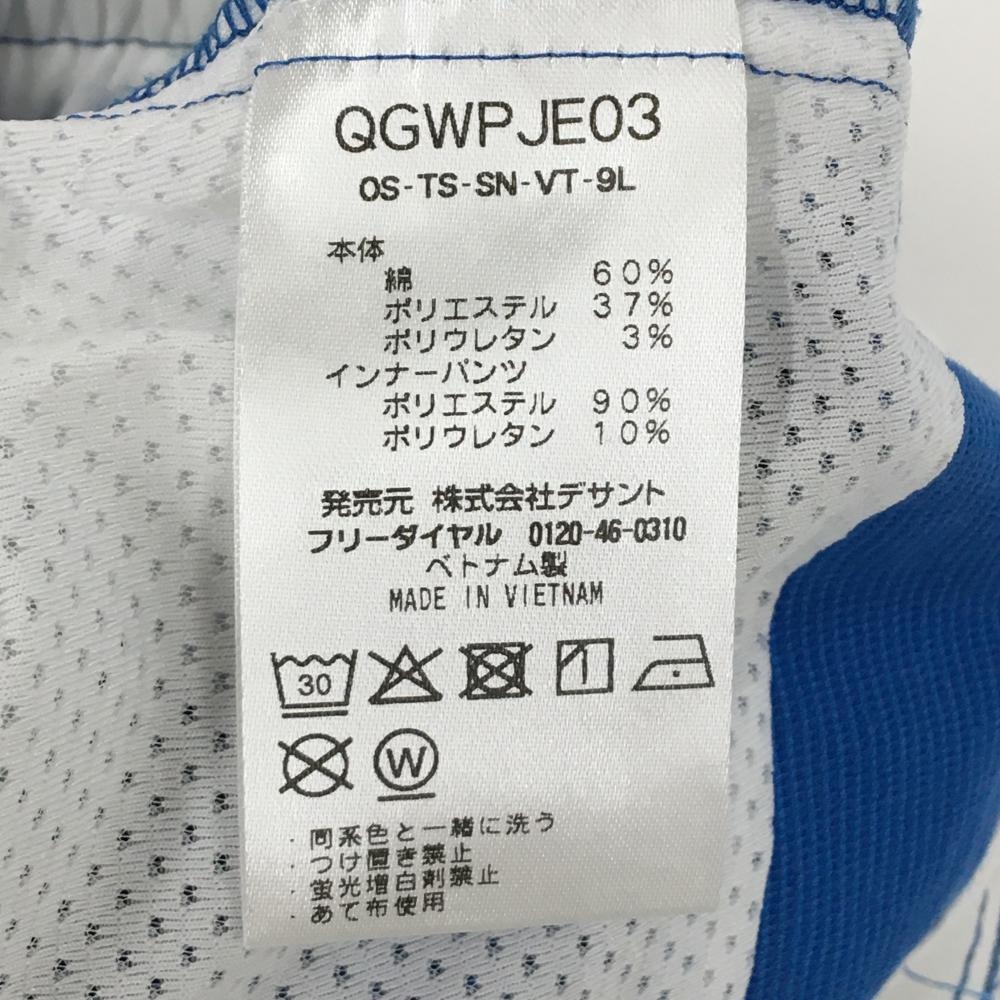 QGWPJE03
OS-TS-SN-VT-9L
本体
綿 60%
ポリエステル 37%
ポリウレタン 3%
インナーパンツ
ポリエステル 90%
ポリウレタン 10%
発売元 株式会社デサント
フリーダイヤル 0120-46-0310
ベトナム製
MADE IN VIETNAM
30
W
・同系色と一緒に洗う
・つけ置き禁止
・蛍光増白剤禁止
・あて布使用